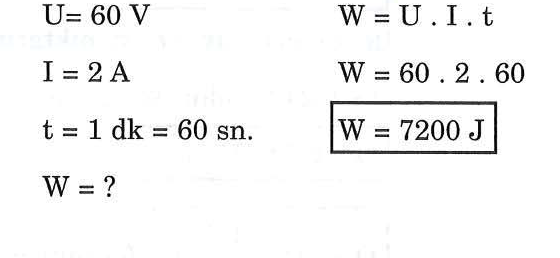 U= 60 V
I = 2 A
t = 1 dk = 60 sn.
W = ?
W = U . I . t
W = 60 . 2 . 60
W = 7200 J